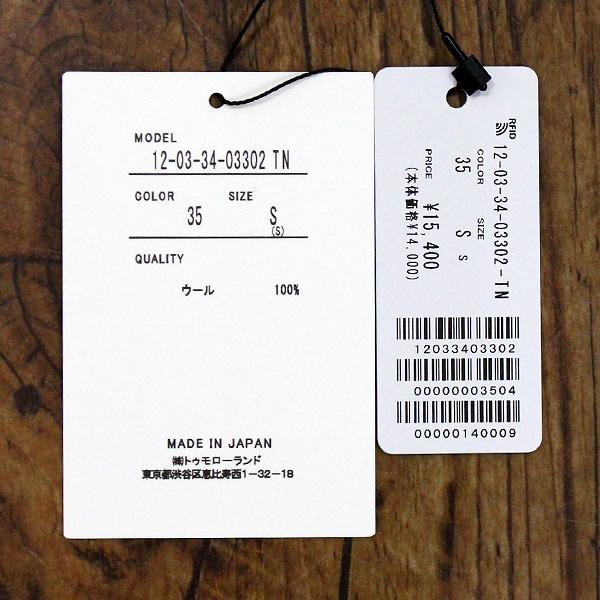 MODEL
12-03-34-03302 TN
COLOR SIZE
35 S
(S)
QUALITY
ウール 100%
MADE IN JAPAN
㈱トゥモローランド
東京都渋谷区恵比寿西1-32-18
RFID
12-03-34-03302-TN
COLOR SIZE
35 S s
PRICE ¥15,400
(本体価格¥14,000)
12033403302
00000003504
00000140009